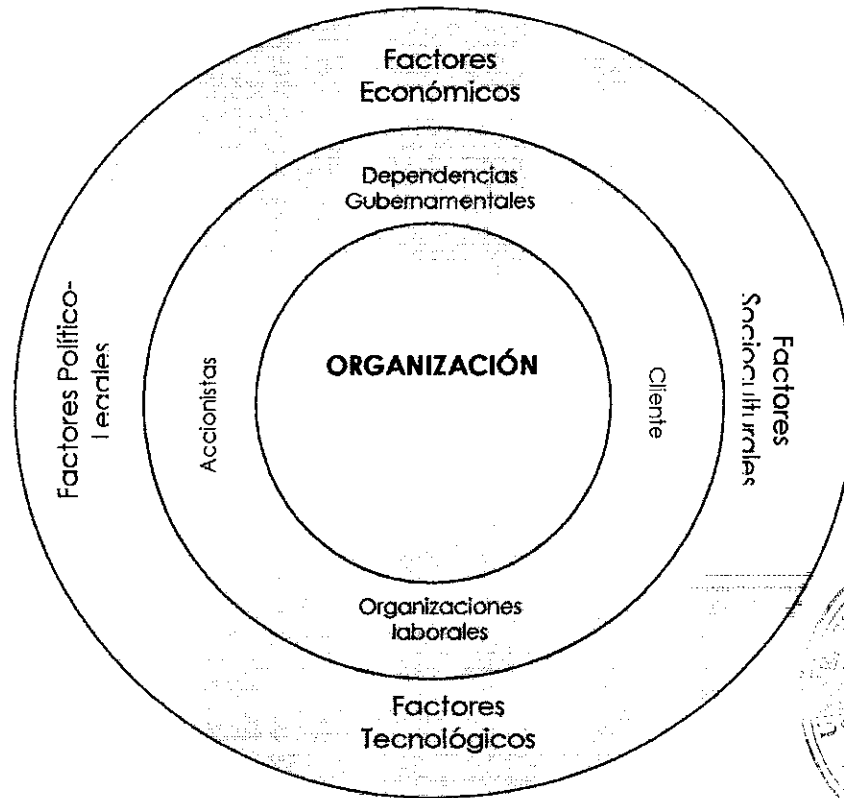 Factores
Económicos
Dependencias
Gubernamentales
Factores Político-
Legales
Accionistas
ORGANIZACIÓN
Cliente
Factores
Socioculturales
Organizaciones
laborales
Factores
Tecnológicos